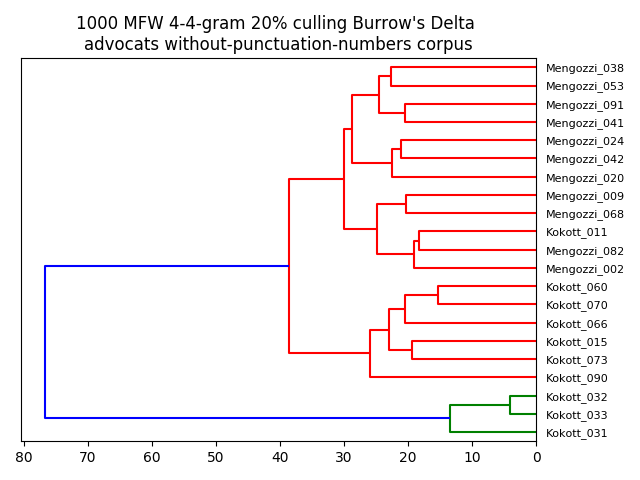 1000 MFW 4-4-gram 20% culling Burrow's Delta
advocats without-punctuation-numbers corpus
Mengozzi_038
Mengozzi_053
Mengozzi_091
Mengozzi_041
Mengozzi_024
Mengozzi_042
Mengozzi_020
Mengozzi_009
Mengozzi_068
Kokott_011
Mengozzi_082
Mengozzi_002
Kokott_060
Kokott_070
Kokott_066
Kokott_015
Kokott_073
Kokott_090
Kokott_032
Kokott_033
Kokott_031
80 70 60 50 40 30 20 10 0